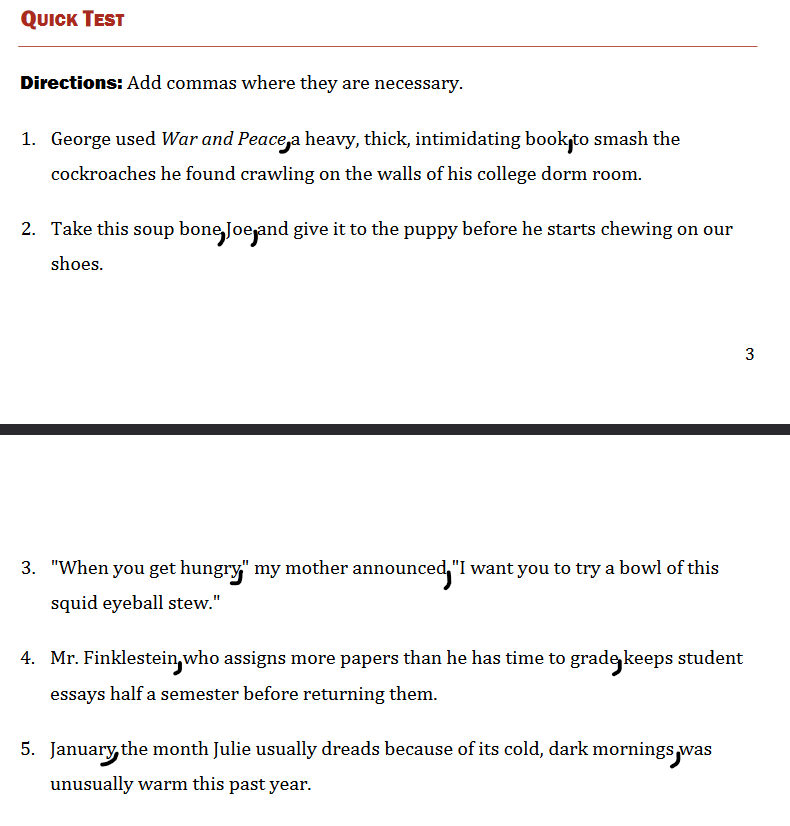 QUICK TEST
Directions: Add commas where they are necessary.
1. George used War and Peace, a heavy, thick, intimidating book, to smash the
cockroaches he found crawling on the walls of his college dorm room.
2. Take this soup bone, Joe, and give it to the puppy before he starts chewing on our
shoes.
3
3. "When you get hungry," my mother announced, "I want you to try a bowl of this
squid eyeball stew."
4. Mr. Finklestein, who assigns more papers than he has time to grade, keeps student
essays half a semester before returning them.
5. January, the month Julie usually dreads because of its cold, dark mornings, was
unusually warm this past year.